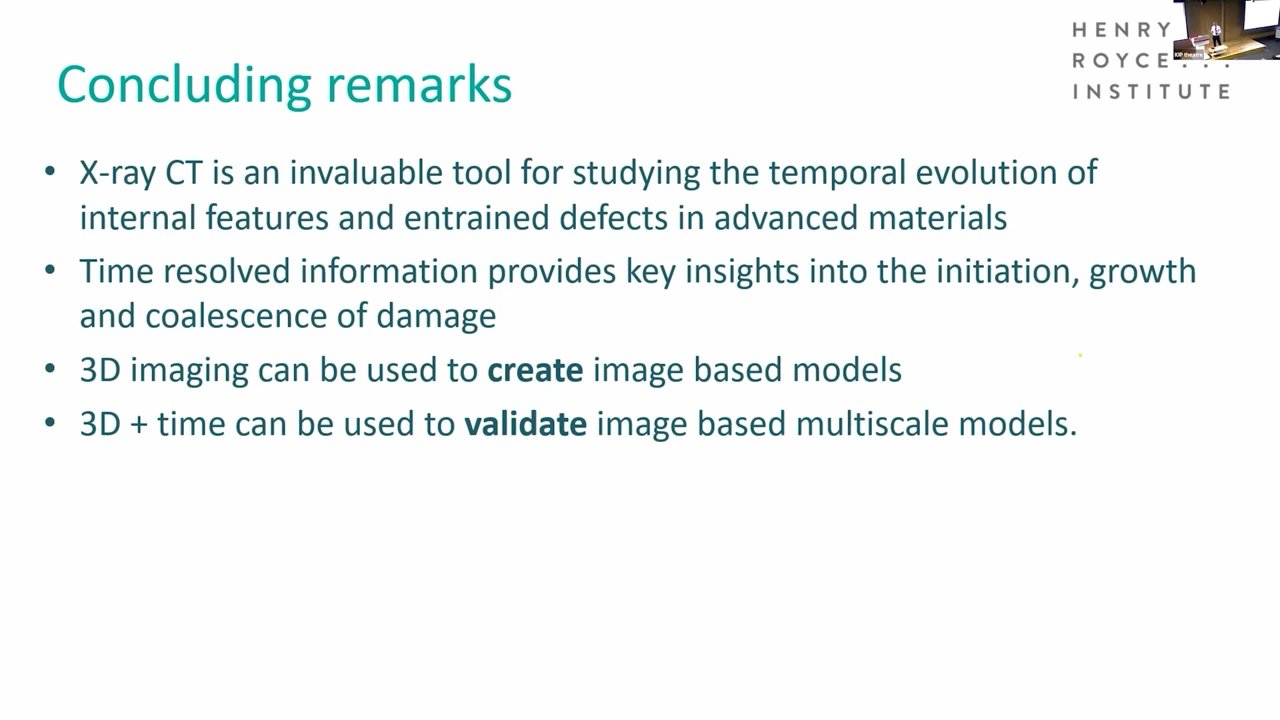 HENRY
ROYCE...
INSTITUTE
IOP theatre
Concluding remarks
• X-ray CT is an invaluable tool for studying the temporal evolution of
internal features and entrained defects in advanced materials
• Time resolved information provides key insights into the initiation, growth
and coalescence of damage
• 3D imaging can be used to create image based models
• 3D + time can be used to validate image based multiscale models.